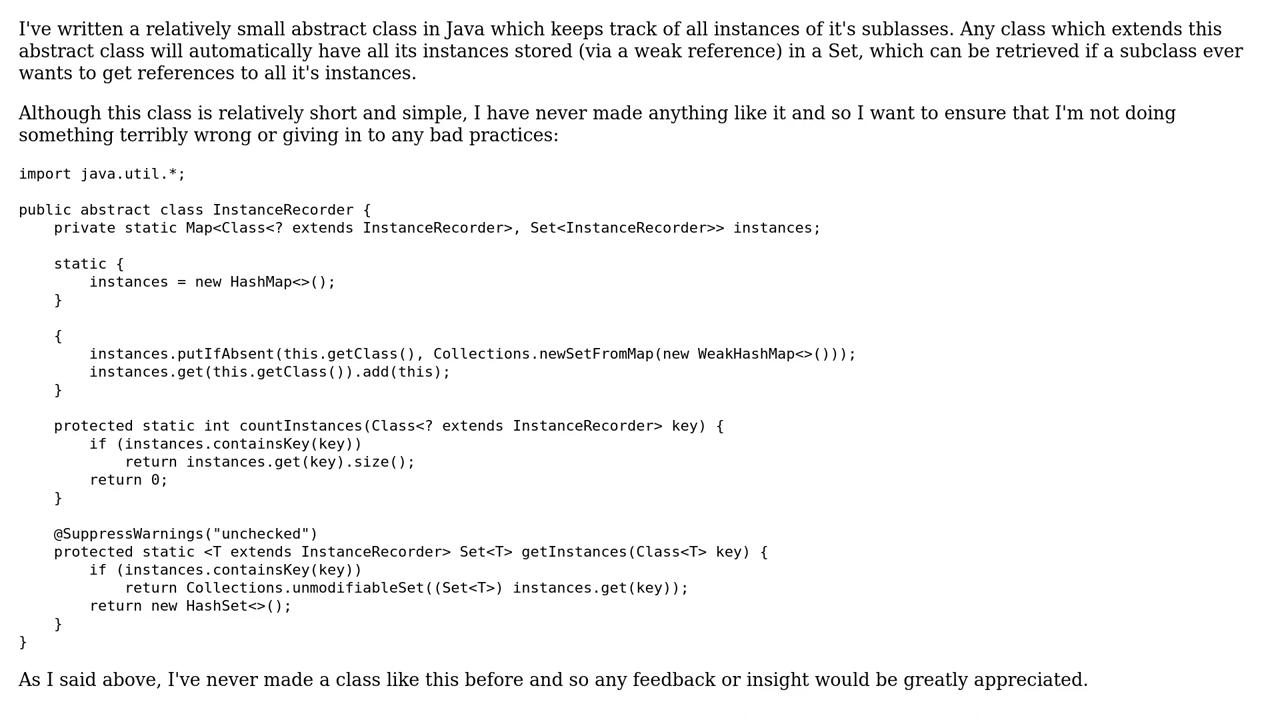 I've written a relatively small abstract class in Java which keeps track of all instances of it's sublasses. Any class which extends this
abstract class will automatically have all its instances stored (via a weak reference) in a Set, which can be retrieved if a subclass ever
wants to get references to all it's instances.
Although this class is relatively short and simple, I have never made anything like it and so I want to ensure that I'm not doing
something terribly wrong or giving in to any bad practices:
import java.util.*;
public abstract class InstanceRecorder {
    private static Map<Class<? extends InstanceRecorder>, Set<InstanceRecorder>> instances;
    static {
        instances = new HashMap<>();
    }
    {
        instances.putIfAbsent(this.getClass(), Collections.newSetFromMap(new WeakHashMap<>()));
        instances.get(this.getClass()).add(this);
    }
    protected static int countInstances(Class<? extends InstanceRecorder> key) {
        if (instances.containsKey(key))
            return instances.get(key).size();
        return 0;
    }
    @SuppressWarnings("unchecked")
    protected static <T extends InstanceRecorder> Set<T> getInstances(Class<T> key) {
        if (instances.containsKey(key))
            return Collections.unmodifiableSet((Set<T>) instances.get(key));
        return new HashSet<>();
    }
}
As I said above, I've never made a class like this before and so any feedback or insight would be greatly appreciated.